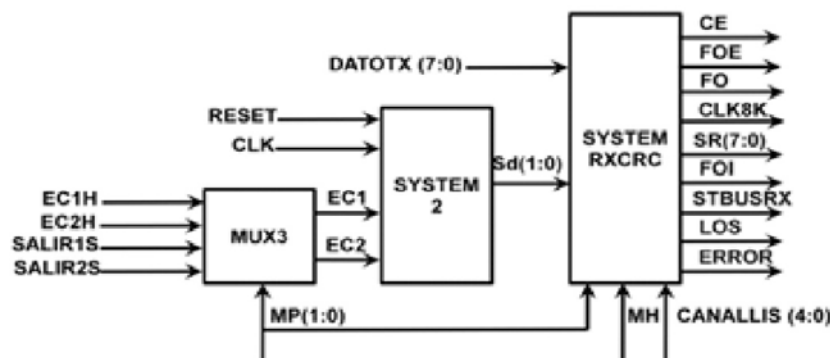 CE
FOE
DATOTX (7:0)
FO
CLK8K
RESET
SYSTEM
RXCRC
SR(7:0)
CLK
Sd(1:0)
SYSTEM
2
FOI
EC1H
EC1
STBUSRX
EC2H
MUX3
LOS
SALIR1S
EC2
ERROR
SALIR2S
MP(1:0)
MH
CANALLIS (4:0)